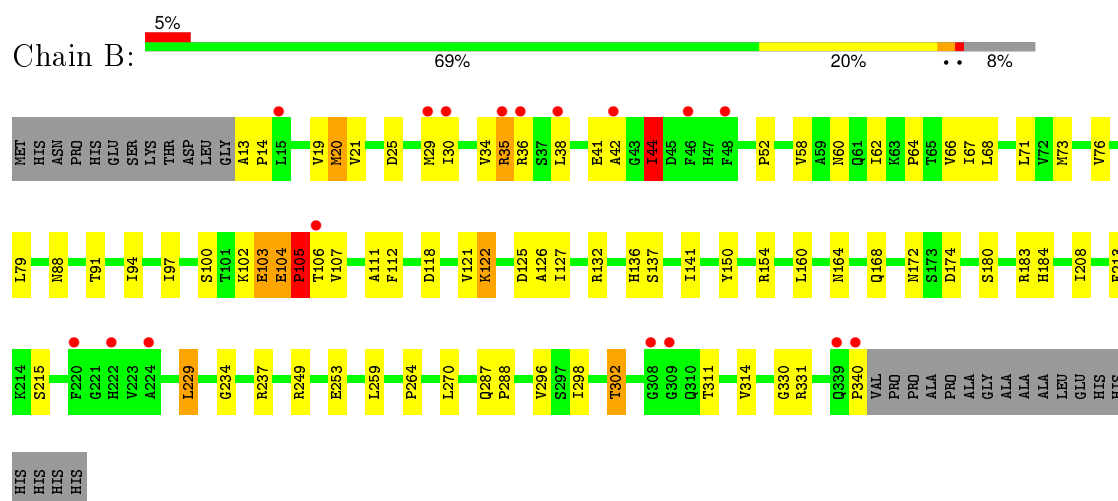 5%
Chain B:
69% 20% • • 8%
MET HIS ASN PRO HIS GLU SER LYS THR ASP LEU GLY A13 P14 L15 V19 M20 V21 D25 M29 I30 V34 R35 R36 S37 L38 E41 A42 G43 I44 D45 F46 H47 F48 P52 V58 A59 N60 Q61 I62 K63 P64 T65 V66 I67 L68 L71 V72 M73 V76
L79 N88 T91 I94 I97 S100 T101 K102 E103 E104 P105 T106 V107 A111 F112 D118 V121 K122 D125 A126 I127 R132 H136 S137 I141 Y150 R154 L160 N164 Q168 N172 S173 D174 S180 R183 H184 I208 E213
K214 S215 F220 G221 H222 V223 A224 L229 G234 R237 R249 E253 L259 P264 L270 Q287 P288 V296 S297 I298 T302 G308 G309 Q310 T311 V314 G330 R331 Q339 P340 VAL PRO PRO ALA PRO ALA GLY ALA ALA ALA ALA LEU GLU HIS HIS
HIS HIS HIS HIS